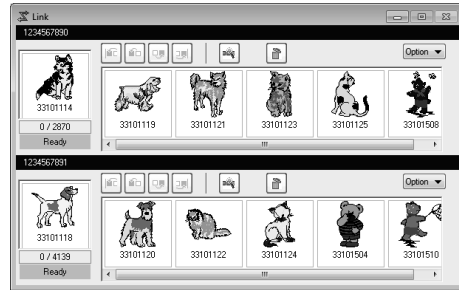 Link
1234567890
Option
33101114
33101119
33101121
33101123
33101125
33101508
0 / 2870
Ready
1234567891
Option
33101118
33101120
33101122
33101124
33101504
33101510
0 / 4139
Ready